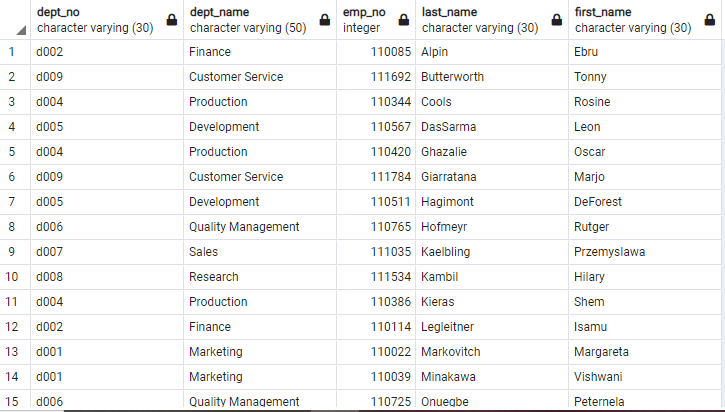 dept_no dept_name emp_no last_name first_name
character varying (30) character varying (50) integer character varying (30) character varying (30)
1 d002 Finance 110085 Alpin Ebru
2 d009 Customer Service 111692 Butterworth Tonny
3 d004 Production 110344 Cools Rosine
4 d005 Development 110567 DasSarma Leon
5 d004 Production 110420 Ghazalie Oscar
6 d009 Customer Service 111784 Giarratana Marjo
7 d005 Development 110511 Hagimont DeForest
8 d006 Quality Management 110765 Hofmeyr Rutger
9 d007 Sales 111035 Kaelbling Przemyslawa
10 d008 Research 111534 Kambil Hilary
11 d004 Production 110386 Kieras Shem
12 d002 Finance 110114 Legleitner Isamu
13 d001 Marketing 110022 Markovitch Margareta
14 d001 Marketing 110039 Minakawa Vishwani
15 d006 Quality Management 110725 Onuegbe Peternela